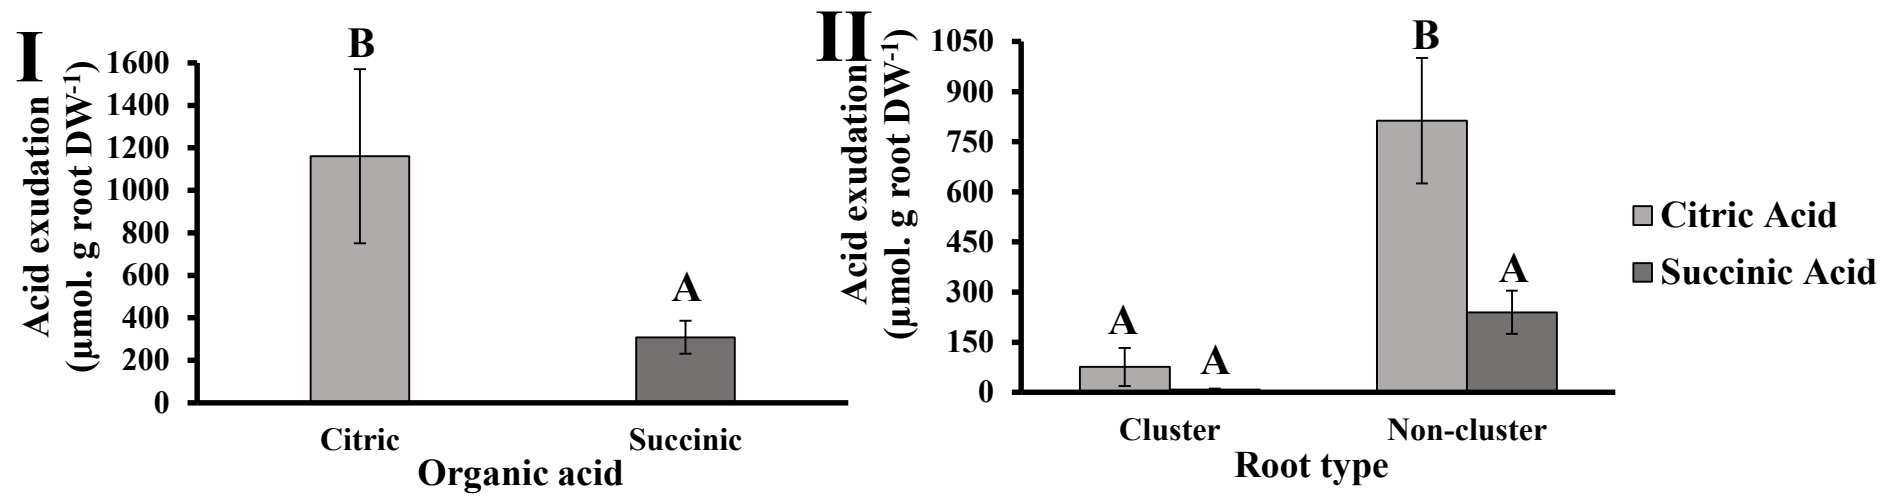 I
Acid exudation
(µmol. g root DW-1)
1600
1400
1200
1000
800
600
400
200
0
B
A
Citric
Succinic
Organic acid
II
Acid exudation
(µmol. g root DW-1)
1050
900
750
600
450
300
150
0
A
A
B
A
Cluster
Non-cluster
Root type
Citric Acid
Succinic Acid